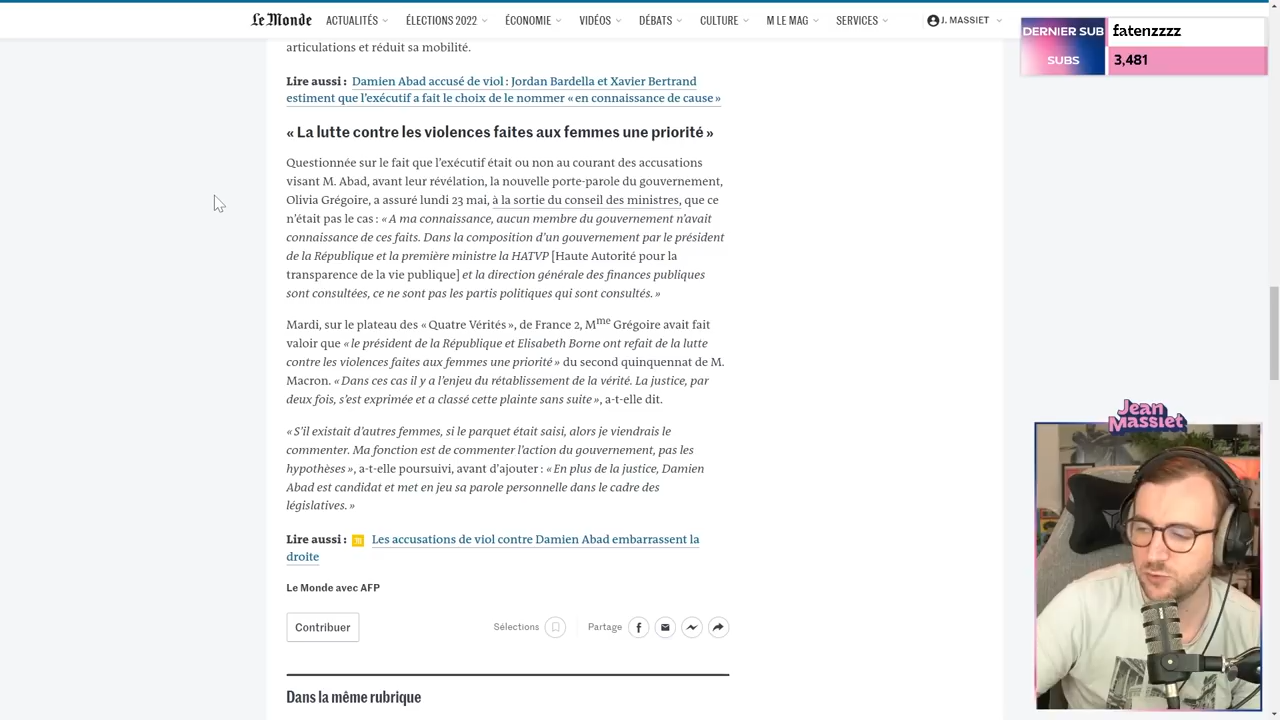 Le Monde
ACTUALITÉS
ÉLECTIONS 2022
ÉCONOMIE
VIDÉOS
DÉBATS
CULTURE
M LE MAG
SERVICES
J. MASSIET
DERNIER SUB
fatenzzzz
SUBS
3,481
articulations et réduit sa mobilité.
Lire aussi : Damien Abad accusé de viol : Jordan Bardella et Xavier Bertrand
estiment que l’exécutif a fait le choix de le nommer « en connaissance de cause »
« La lutte contre les violences faites aux femmes une priorité »
Questionnée sur le fait que l’exécutif était ou non au courant des accusations
visant M. Abad, avant leur révélation, la nouvelle porte-parole du gouvernement,
Olivia Grégoire, a assuré lundi 23 mai, à la sortie du conseil des ministres, que ce
n’était pas le cas : « A ma connaissance, aucun membre du gouvernement n’avait
connaissance de ces faits. Dans la composition d’un gouvernement par le président
de la République et la première ministre la HATVP [Haute Autorité pour la
transparence de la vie publique] et la direction générale des finances publiques
sont consultées, ce ne sont pas les partis politiques qui sont consultés. »
Mardi, sur le plateau des « Quatre Vérités », de France 2, Mme Grégoire avait fait
valoir que « le président de la République et Elisabeth Borne ont refait de la lutte
contre les violences faites aux femmes une priorité » du second quinquennat de M.
Macron. « Dans ces cas il y a l’enjeu du rétablissement de la vérité. La justice, par
deux fois, s’est exprimée et a classé cette plainte sans suite », a-t-elle dit.
« S’il existait d’autres femmes, si le parquet était saisi, alors je viendrais le
commenter. Ma fonction est de commenter l’action du gouvernement, pas les
hypothèses », a-t-elle poursuivi, avant d’ajouter : « En plus de la justice, Damien
Abad est candidat et met en jeu sa parole personnelle dans le cadre des
législatives. »
Lire aussi : Les accusations de viol contre Damien Abad embarrassent la
droite
Le Monde avec AFP
Contribuer
Sélections
Partage
Dans la même rubrique
Jean
Massiet